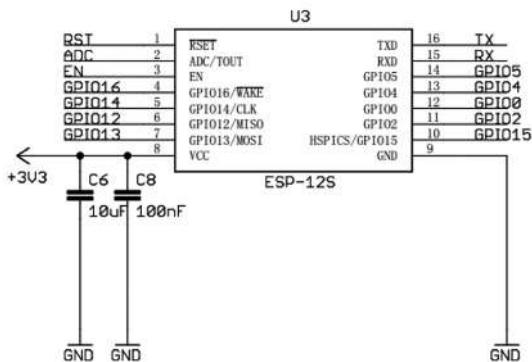 U3
RST 1 RSET TXD 16 TX
ADC 2 ADC/TOUT RXD 15 RX
EN 3 EN GPIO5 14 GPIO5
GPIO16 4 GPIO16/WAKE GPIO4 13 GPIO4
GPIO14 5 GPIO14/CLK GPIO0 12 GPIO0
GPIO12 6 GPIO12/MISO GPIO2 11 GPIO2
GPIO13 7 GPIO13/MOSI HSPICS/GPIO15 10 GPIO15
8 VCC GND 9
+3V3 C6 C8 ESP-12S
10uF 100nF
GND GND GND